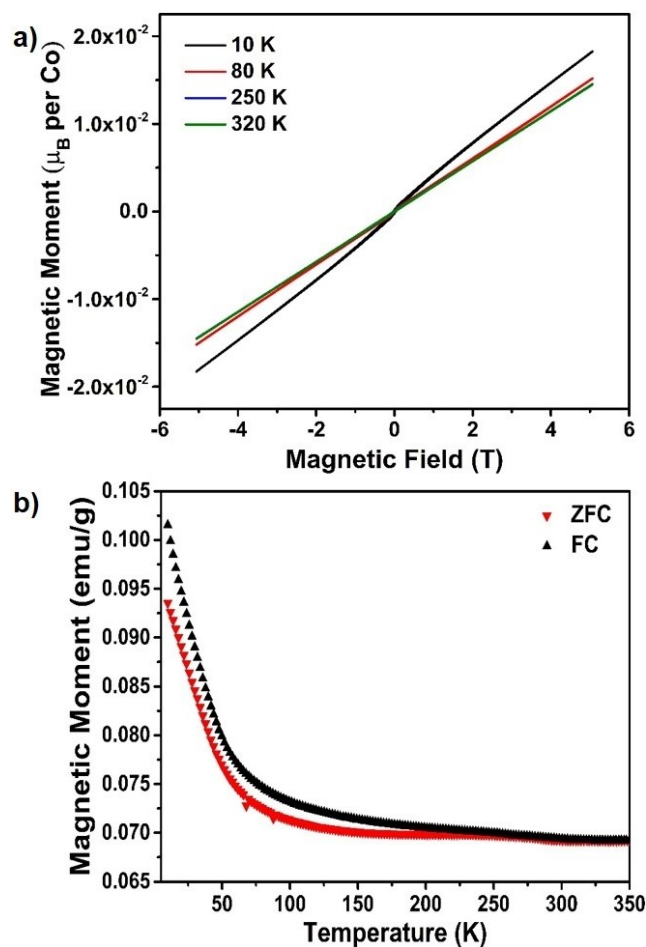 a)
Magnetic Moment (μB per Co)
2.0x10-2
1.0x10-2
0.0
-1.0x10-2
-2.0x10-2
10 K
80 K
250 K
320 K
-6 -4 -2 0 2 4 6
Magnetic Field (T)
b)
Magnetic Moment (emu/g)
0.105
0.100
0.095
0.090
0.085
0.080
0.075
0.070
0.065
ZFC
FC
50 100 150 200 250 300 350
Temperature (K)